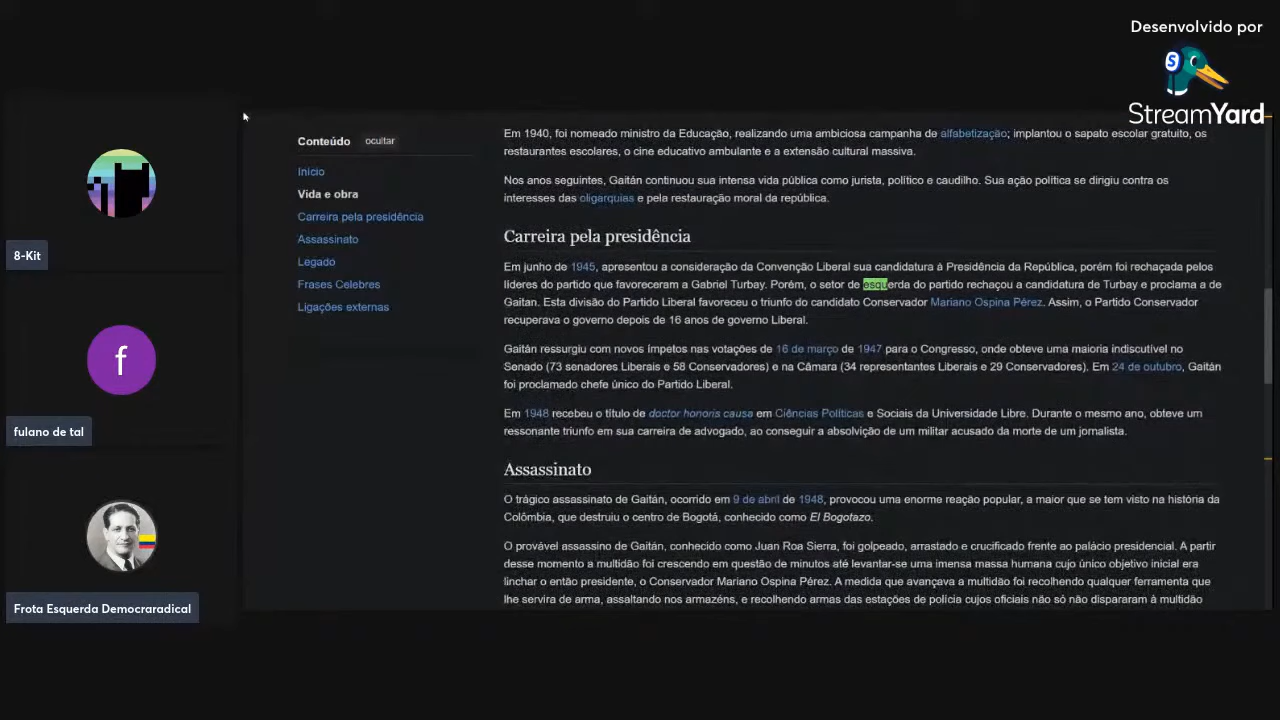 Desenvolvido por
StreamYard
8-Kit
f
fulano de tal
Frota Esquerda Democraradical
Conteúdo ocultar
Início
Vida e obra
Carreira pela presidência
Assassinato
Legado
Frases Celebres
Ligações externas
Em 1940, foi nomeado ministro da Educação, realizando uma ambiciosa campanha de alfabetização; implantou o sapato escolar gratuito, os
restaurantes escolares, o cine educativo ambulante e a extensão cultural massiva.
Nos anos seguintes, Gaitán continuou sua intensa vida pública como jurista, político e caudilho. Sua ação política se dirigiu contra os
interesses das oligarquias e pela restauração moral da república.
Carreira pela presidência
Em junho de 1945, apresentou a consideração da Convenção Liberal sua candidatura à Presidência da República, porém foi rechaçada pelos
líderes do partido que favoreceram a Gabriel Turbay. Porém, o setor de esquerda do partido rechaçou a candidatura de Turbay e proclama a de
Gaitan. Esta divisão do Partido Liberal favoreceu o triunfo do candidato Conservador Mariano Ospina Pérez. Assim, o Partido Conservador
recuperava o governo depois de 16 anos de governo Liberal.
Gaitán ressurgiu com novos ímpetos nas votações de 16 de março de 1947 para o Congresso, onde obteve uma maioria indiscutível no
Senado (73 senadores Liberais e 58 Conservadores) e na Câmara (34 representantes Liberais e 29 Conservadores). Em 24 de outubro, Gaitán
foi proclamado chefe único do Partido Liberal.
Em 1948 recebeu o título de doctor honoris causa em Ciências Políticas e Sociais da Universidade Libre. Durante o mesmo ano, obteve um
ressonante triunfo em sua carreira de advogado, ao conseguir a absolvição de um militar acusado da morte de um jornalista.
Assassinato
O trágico assassinato de Gaitán, ocorrido em 9 de abril de 1948, provocou uma enorme reação popular, a maior que se tem visto na história da
Colômbia, que destruiu o centro de Bogotá, conhecido como El Bogotazo.
O provável assassino de Gaitán, conhecido como Juan Roa Sierra, foi golpeado, arrastado e crucificado frente ao palácio presidencial. A partir
desse momento a multidão foi crescendo em questão de minutos até levantar-se uma imensa massa humana cujo único objetivo inicial era
linchar o então presidente, o Conservador Mariano Ospina Pérez. A medida que avançava a multidão foi recolhendo qualquer ferramenta que
lhe servira de arma, assaltando nos armazéns, e recolhendo armas das estações de polícia cujos oficiais não só não dispararam à multidão